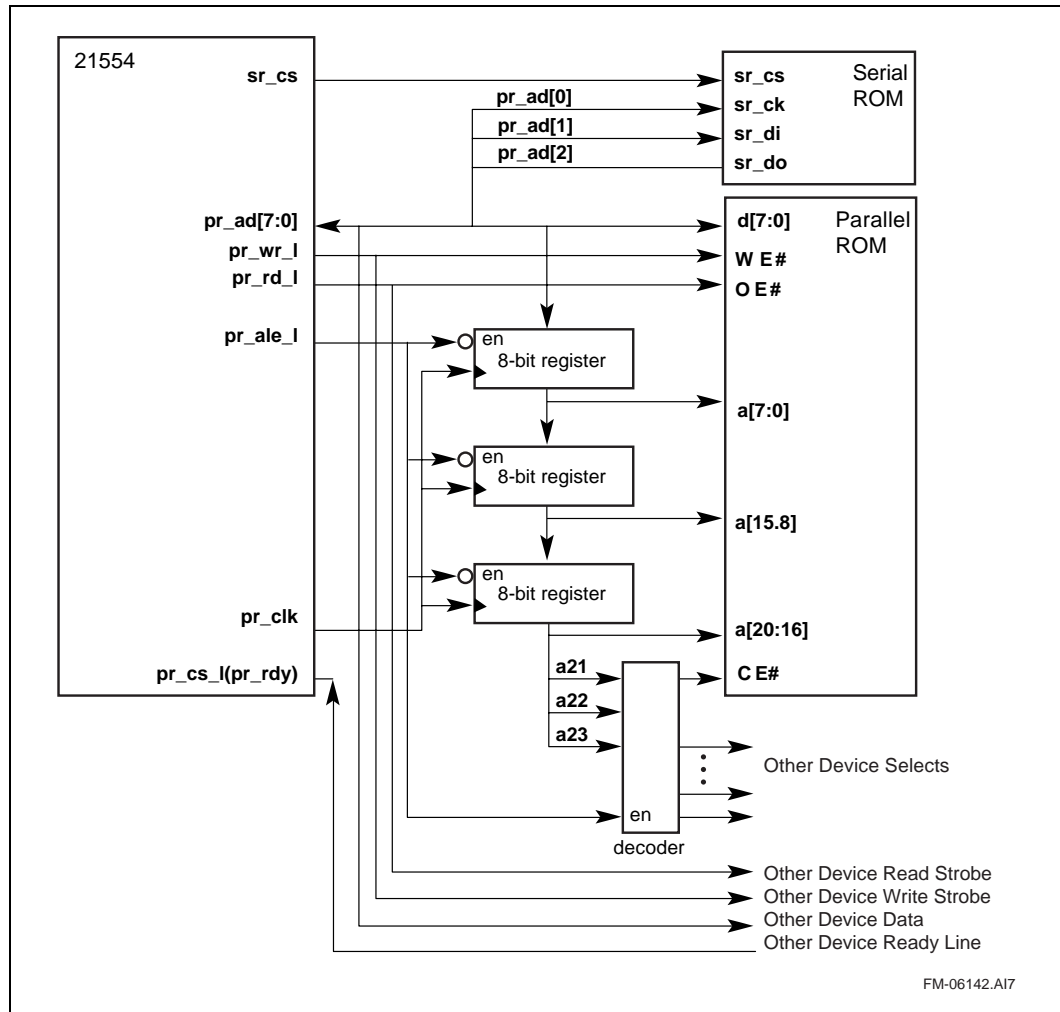 21554
sr_cs
pr_ad[7:0]
pr_wr_l
pr_rd_l
pr_ale_l
pr_clk
pr_cs_l(pr_rdy)
pr_ad[0]
pr_ad[1]
pr_ad[2]
Serial
ROM
sr_cs
sr_ck
sr_di
sr_do
Parallel
ROM
d[7:0]
W E#
O E#
a[7:0]
a[15.8]
a[20:16]
C E#
en
8-bit register
en
8-bit register
en
8-bit register
a21
a22
a23
en
decoder
Other Device Selects
Other Device Read Strobe
Other Device Write Strobe
Other Device Data
Other Device Ready Line
FM-06142.AI7